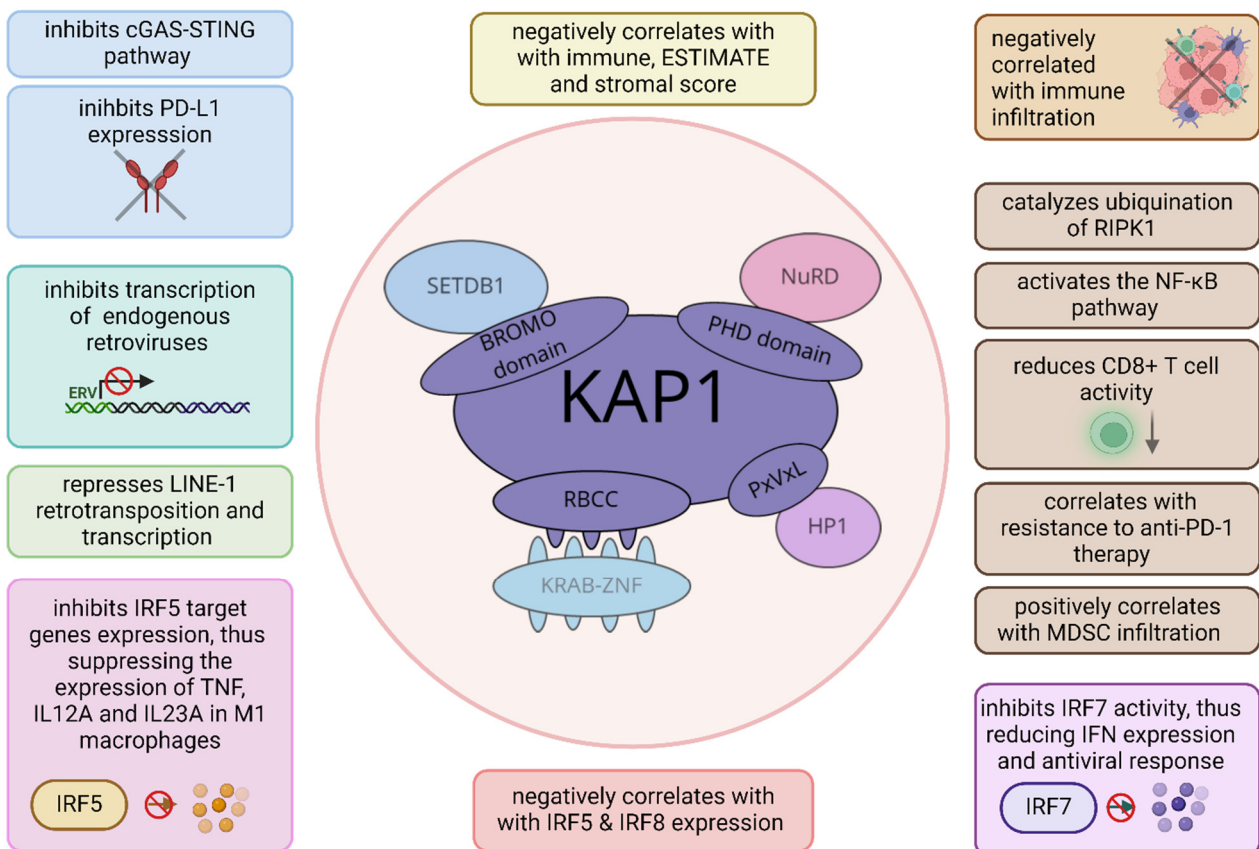 inhibits cGAS-STING
pathway
inihbits PD-L1
expresssion
inhibits transcription
of endogenous
retroviruses
ERV
represses LINE-1
retrotransposition and
transcription
inhibits IRF5 target
genes expression, thus
suppressing the
expression of TNF,
IL12A and IL23A in M1
macrophages
IRF5
negatively correlates with
with immune, ESTIMATE
and stromal score
SETDB1
NuRD
BROMO
domain
PHD domain
KAP1
RBCC
PxVxL
HP1
KRAB-ZNF
negatively correlates with
with IRF5 & IRF8 expression
negatively
correlated
with immune
infiltration
catalyzes ubiquination
of RIPK1
activates the NF-κB
pathway
reduces CD8+ T cell
activity
correlates with
resistance to anti-PD-1
therapy
positively correlates
with MDSC infiltration
inhibits IRF7 activity, thus
reducing IFN expression
and antiviral response
IRF7